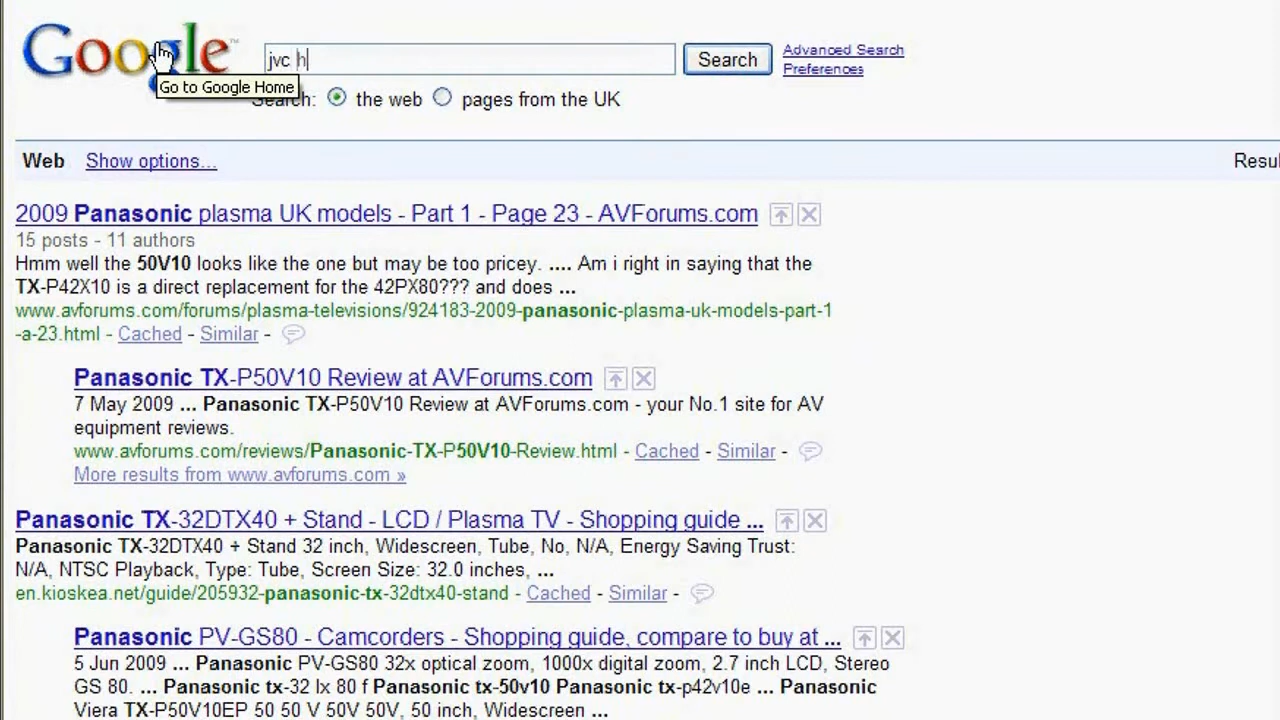 Google™
jvc h
Search
Advanced Search
Preferences
Go to Google Home
Search: the web pages from the UK
Web Show options...
2009 Panasonic plasma UK models - Part 1 - Page 23 - AVForums.com
15 posts - 11 authors
Hmm well the 50V10 looks like the one but may be too pricey. .... Am i right in saying that the
TX-P42X10 is a direct replacement for the 42PX80??? and does ...
www.avforums.com/forums/plasma-televisions/924183-2009-panasonic-plasma-uk-models-part-1
-a-23.html - Cached - Similar -
Panasonic TX-P50V10 Review at AVForums.com
7 May 2009 ... Panasonic TX-P50V10 Review at AVForums.com - your No.1 site for AV
equipment reviews.
www.avforums.com/reviews/Panasonic-TX-P50V10-Review.html - Cached - Similar -
More results from www.avforums.com »
Panasonic TX-32DTX40 + Stand - LCD / Plasma TV - Shopping guide ...
Panasonic TX-32DTX40 + Stand 32 inch, Widescreen, Tube, No, N/A, Energy Saving Trust:
N/A, NTSC Playback, Type: Tube, Screen Size: 32.0 inches, ...
en.kioskea.net/guide/205932-panasonic-tx-32dtx40-stand - Cached - Similar -
Panasonic PV-GS80 - Camcorders - Shopping guide, compare to buy at ...
5 Jun 2009 ... Panasonic PV-GS80 32x optical zoom, 1000x digital zoom, 2.7 inch LCD, Stereo
GS 80. ... Panasonic tx-32 lx 80 f Panasonic tx-50v10 Panasonic tx-p42v10e ... Panasonic
Viera TX-P50V10EP 50 50 V 50V 50V, 50 inch, Widescreen ...